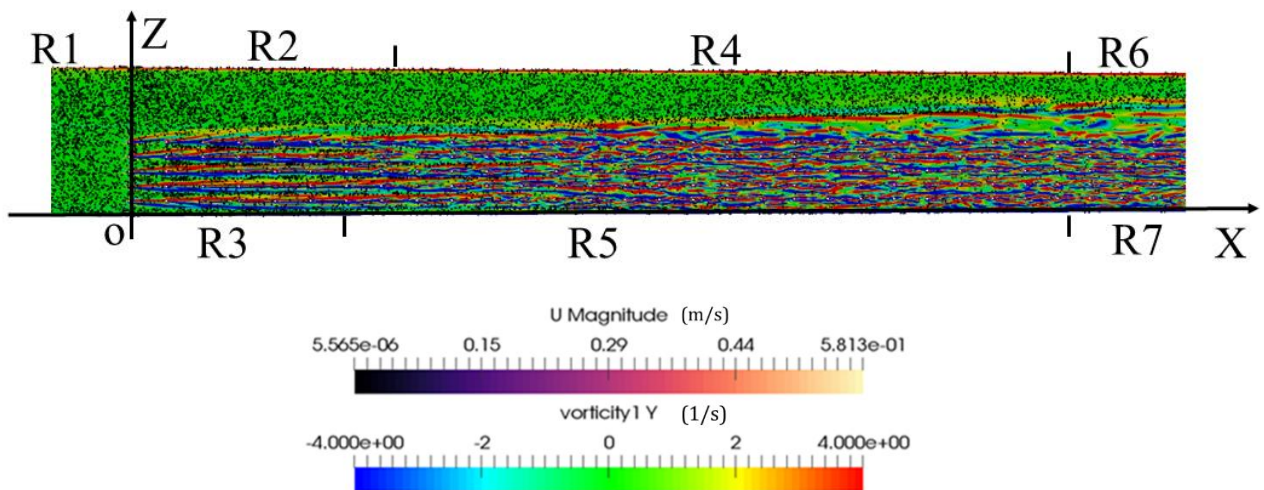 Z
R1 R2 R4 R6
o R3 R5 R7 X
U Magnitude (m/s)
5.565e-06 0.15 0.29 0.44 5.813e-01
vorticity1 Y (1/s)
-4.000e+00 -2 0 2 4.000e+00